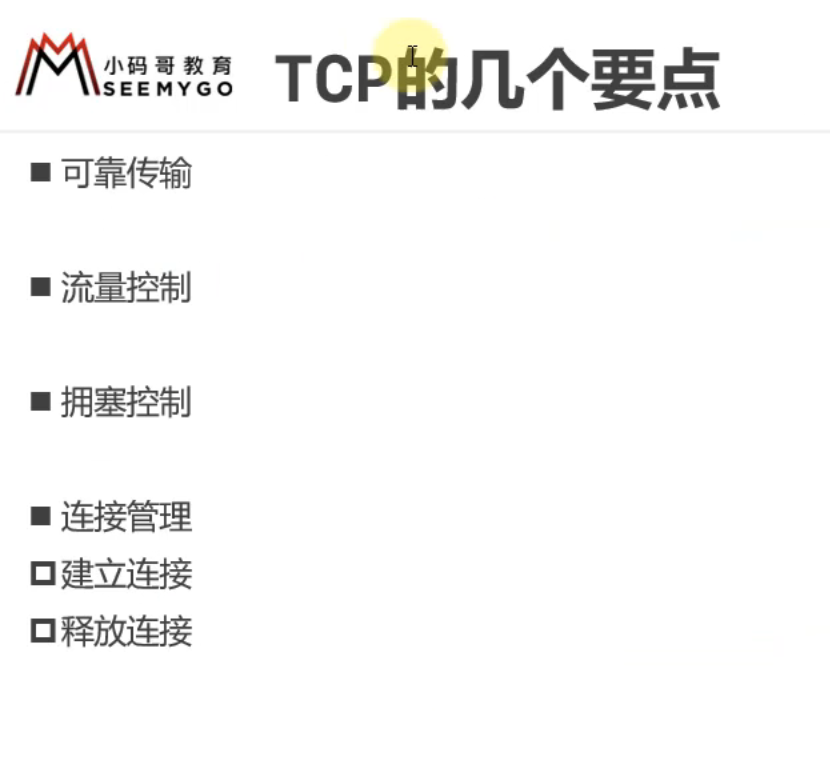 小码哥教育
SEEMYGO
TCP的几个要点
■ 可靠传输
■ 流量控制
■ 拥塞控制
■ 连接管理
□建立连接
□释放连接